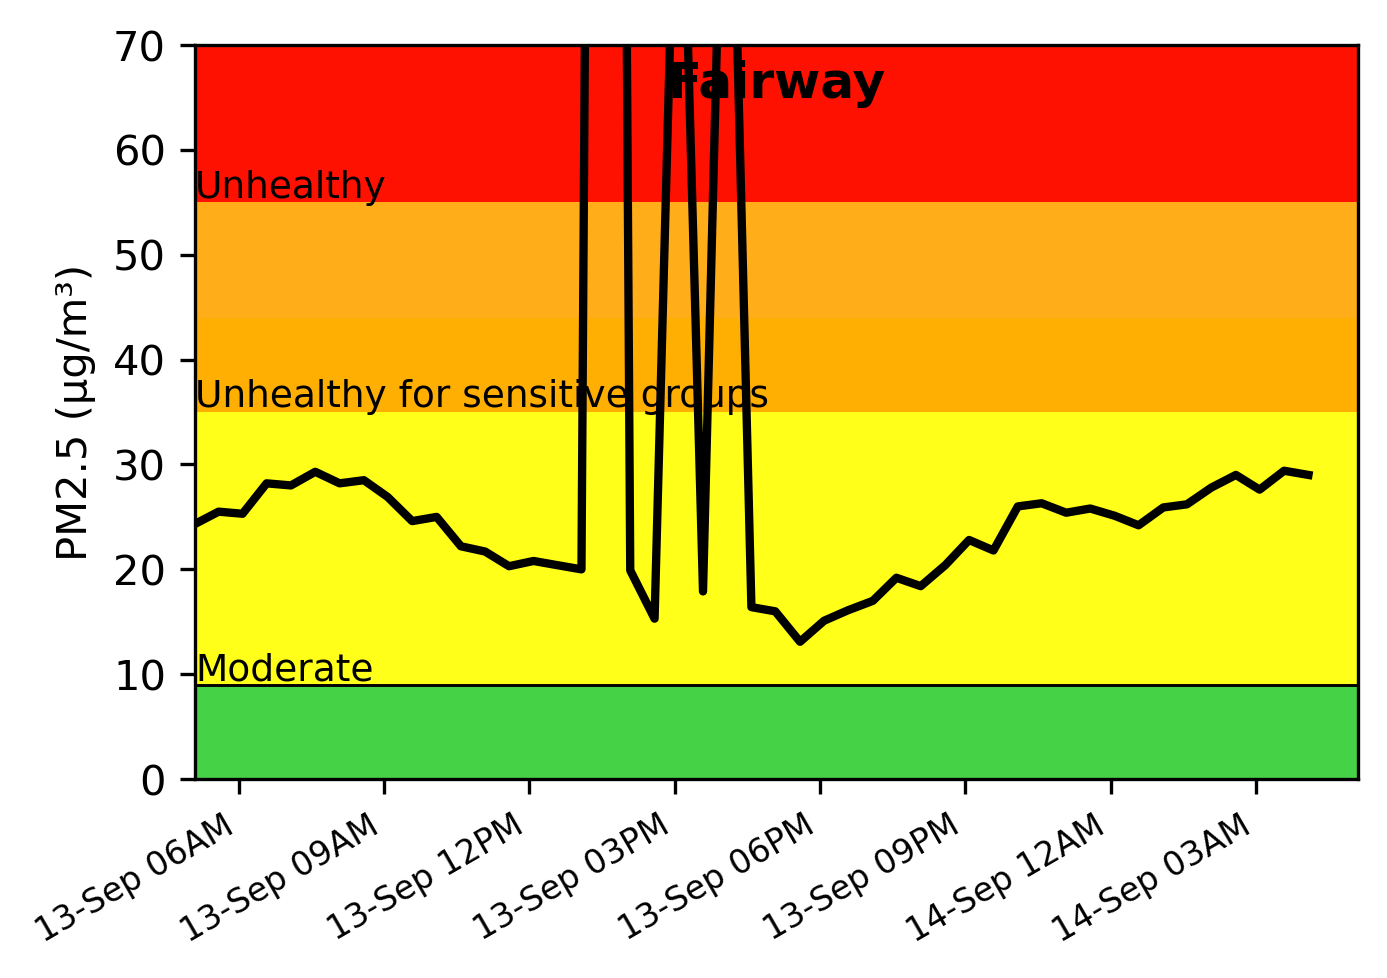 Fairway
70
60
50
40
30
20
10
0
PM2.5 (µg/m³)
Unhealthy
Unhealthy for sensitive groups
Moderate
13-Sep 06AM
13-Sep 09AM
13-Sep 12PM
13-Sep 03PM
13-Sep 06PM
13-Sep 09PM
14-Sep 12AM
14-Sep 03AM